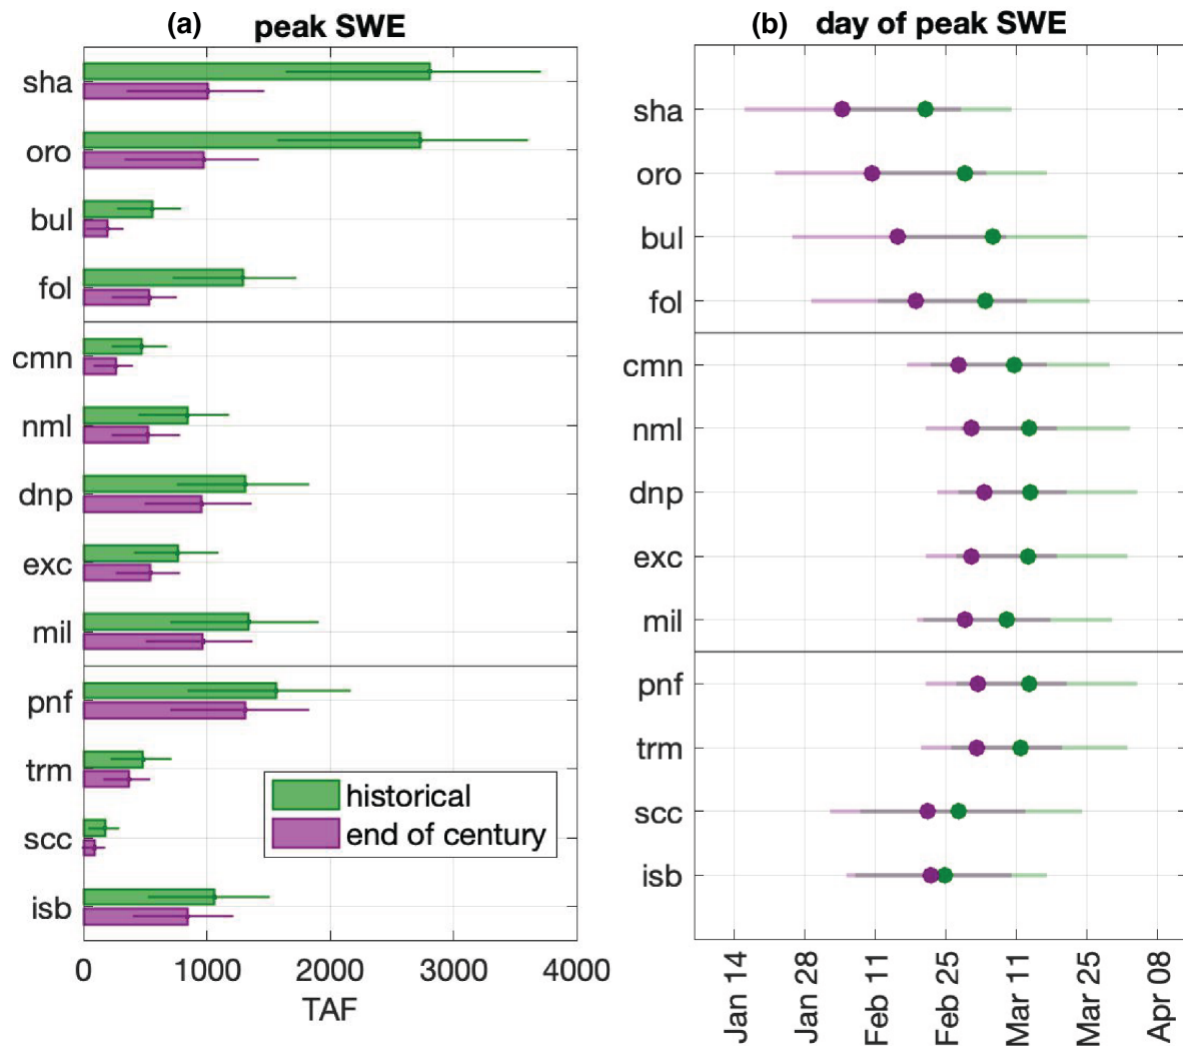 (a) peak SWE
sha
oro
bul
fol
cmn
nml
dnp
exc
mil
pnf
trm
scc
isb
historical
end of century
0 1000 2000 3000 4000
TAF
(b) day of peak SWE
sha
oro
bul
fol
cmn
nml
dnp
exc
mil
pnf
trm
scc
isb
Jan 14
Jan 28
Feb 11
Feb 25
Mar 11
Mar 25
Apr 08